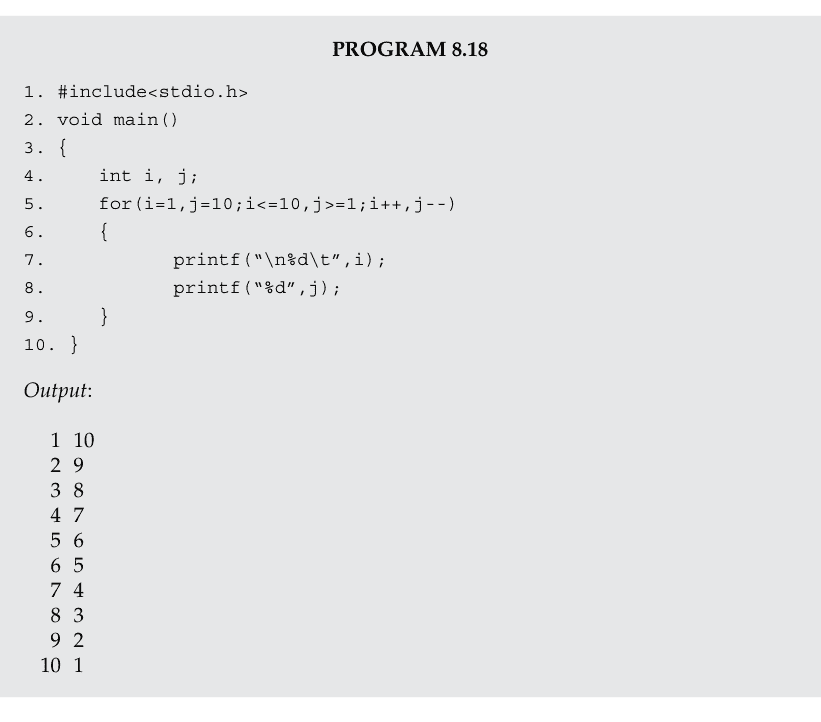 PROGRAM 8.18
1. #include<stdio.h>
2. void main()
3. {
4. int i, j;
5. for(i=1,j=10;i<=10,j>=1;i++,j--)
6. {
7. printf(“\n%d\t”,i);
8. printf(“%d”,j);
9. }
10. }
Output:
1 10
2 9
3 8
4 7
5 6
6 5
7 4
8 3
9 2
10 1